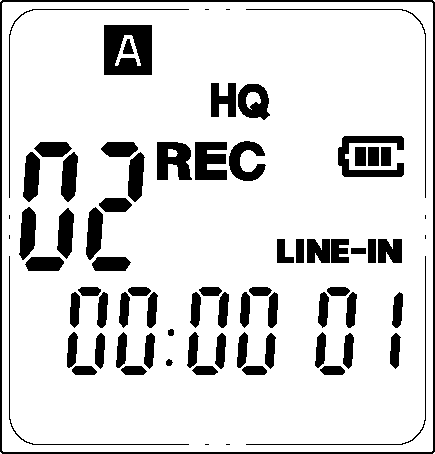 A
HQ
02 REC
LINE-IN
00:00 01